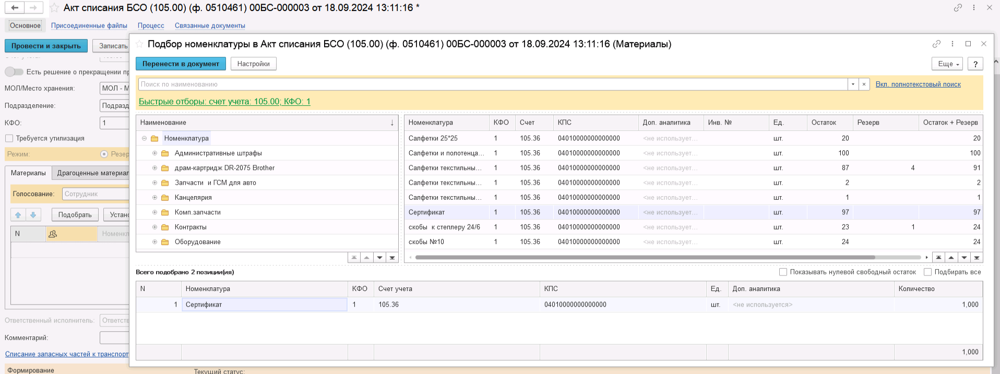 Акт списания БСО (105.00) (ф. 0510461) 00БС-000003 от 18.09.2024 13:11:16 *
Основное Присоединенные файлы Процесс Связанные документы
Провести и закрыть Записать
Есть решение о прекращении пр
МОЛ/Место хранения: МОЛ - М
Подразделение: Подразд
КФО: 1
Требуется утилизация
Режим: Резер
Материалы Драгоценные материал
Голосование: Сотрудник
Подобрать Устано
N Номенкл
Ответственный исполнитель: Ответств
Комментарий:
Списание запасных частей к транспорт
Формирование Текущий статус:
Подбор номенклатуры в Акт списания БСО (105.00) (ф. 0510461) 00БС-000003 от 18.09.2024 13:11:16 (Материалы)
Перенести в документ Настройки Еще ?
Поиск по наименованию Вкл. полнотекстовый поиск
Быстрые отборы: счет учета: 105.00; КФО: 1
Наименование
Номенклатура
Административные штрафы
драм-картридж DR-2075 Brother
Запчасти и ГСМ для авто
Канцелярия
Комп.запчасти
Контракты
Оборудование
Номенклатура КФО Счет КПС Доп. аналитика Инв. № Ед. Остаток Резерв Остаток + Резерв
Салфетки 25*25 1 105.36 04010000000000000 <не использует... шт. 20 20
Салфетки и полотенца... 1 105.36 04010000000000000 <не использует... шт. 100 100
Салфетки текстильны... 1 105.36 04010000000000000 <не использует... шт. 87 4 91
Салфетки текстильны... 1 105.36 04010000000000000 <не использует... шт. 2 2
Салфетки текстильны... 1 105.36 04010000000000000 <не использует... шт. 1 1
Сертификат 1 105.36 04010000000000000 <не использует... шт. 97 97
скобы к степлеру 24/6 1 105.36 04010000000000000 <не использует... шт. 23 1 24
скобы №10 1 105.36 04010000000000000 <не использует... шт. 24 24
Всего подобрано 2 позиции(ия) Показывать нулевой свободный остаток Подбирать все
N Номенклатура КФО Счет учета КПС Ед. Доп. аналитика Количество
1 Сертификат 1 105.36 04010000000000000 шт. <не используется> 1,000
1,000